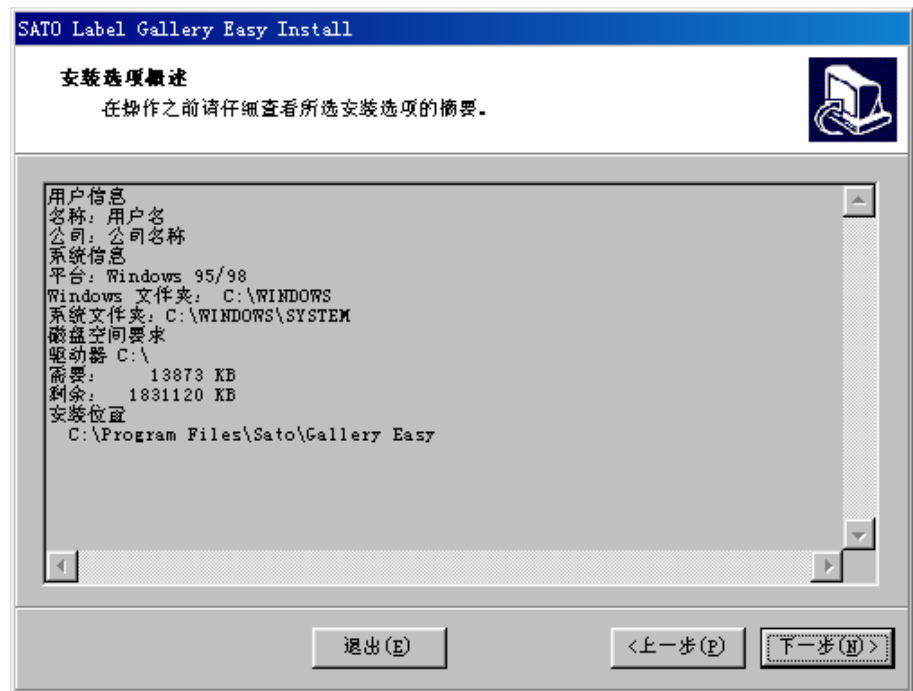 SATO Label Gallery Easy Install
安装选项概述
在操作之前请仔细查看所选安装选项的摘要.
用户信息
名称: 用户名
公司: 公司名称
系统信息
平台: Windows 95/98
Windows 文件夹: C:\WINDOWS
系统文件夹: C:\WINDOWS\SYSTEM
磁盘空间要求
驱动器 C:\
需要: 13873 KB
剩余: 1831120 KB
安装位置
C:\Program Files\Sato\Gallery Easy
退出(E)
<上一步(P)
下一步(N)>